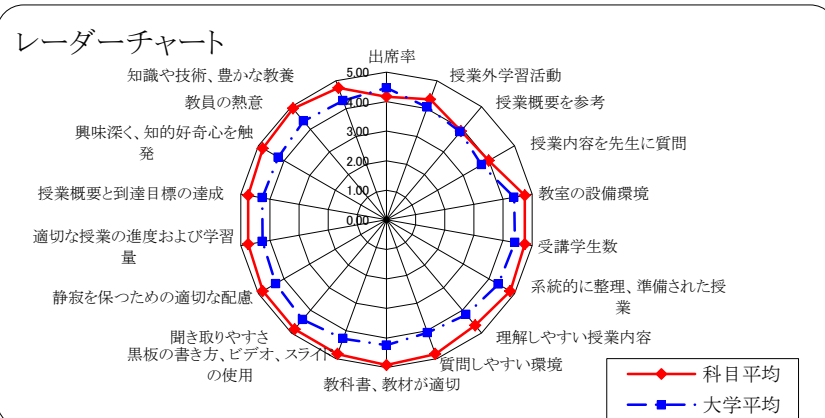 レーダーチャート
出席率
授業外学習活動
授業概要を参考
授業内容を先生に質問
教室の設備環境
受講学生数
系統的に整理、準備された授
業
理解しやすい授業内容
質問しやすい環境
教科書、教材が適切
黒板の書き方、ビデオ、スライド
の使用
聞き取りやすさ
静寂を保つための適切な配慮
適切な授業の進度および学習
量
授業概要と到達目標の達成
興味深く、知的好奇心を触
発
教員の熱意
知識や技術、豊かな教養
5.00
4.00
3.00
2.00
1.00
0.00
科目平均
大学平均